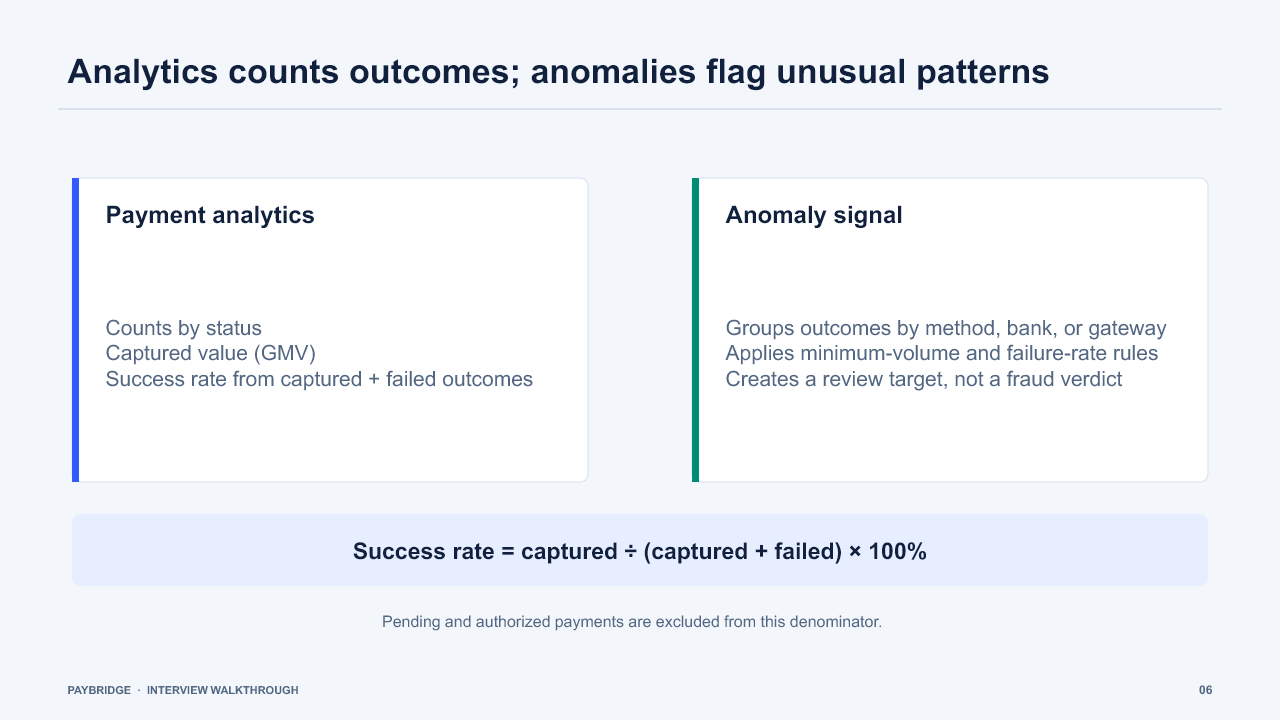 Analytics counts outcomes; anomalies flag unusual patterns
Payment analytics
Counts by status
Captured value (GMV)
Success rate from captured + failed outcomes
Anomaly signal
Groups outcomes by method, bank, or gateway
Applies minimum-volume and failure-rate rules
Creates a review target, not a fraud verdict
Success rate = captured ÷ (captured + failed) × 100%
Pending and authorized payments are excluded from this denominator.
PAYBRIDGE · INTERVIEW WALKTHROUGH
06